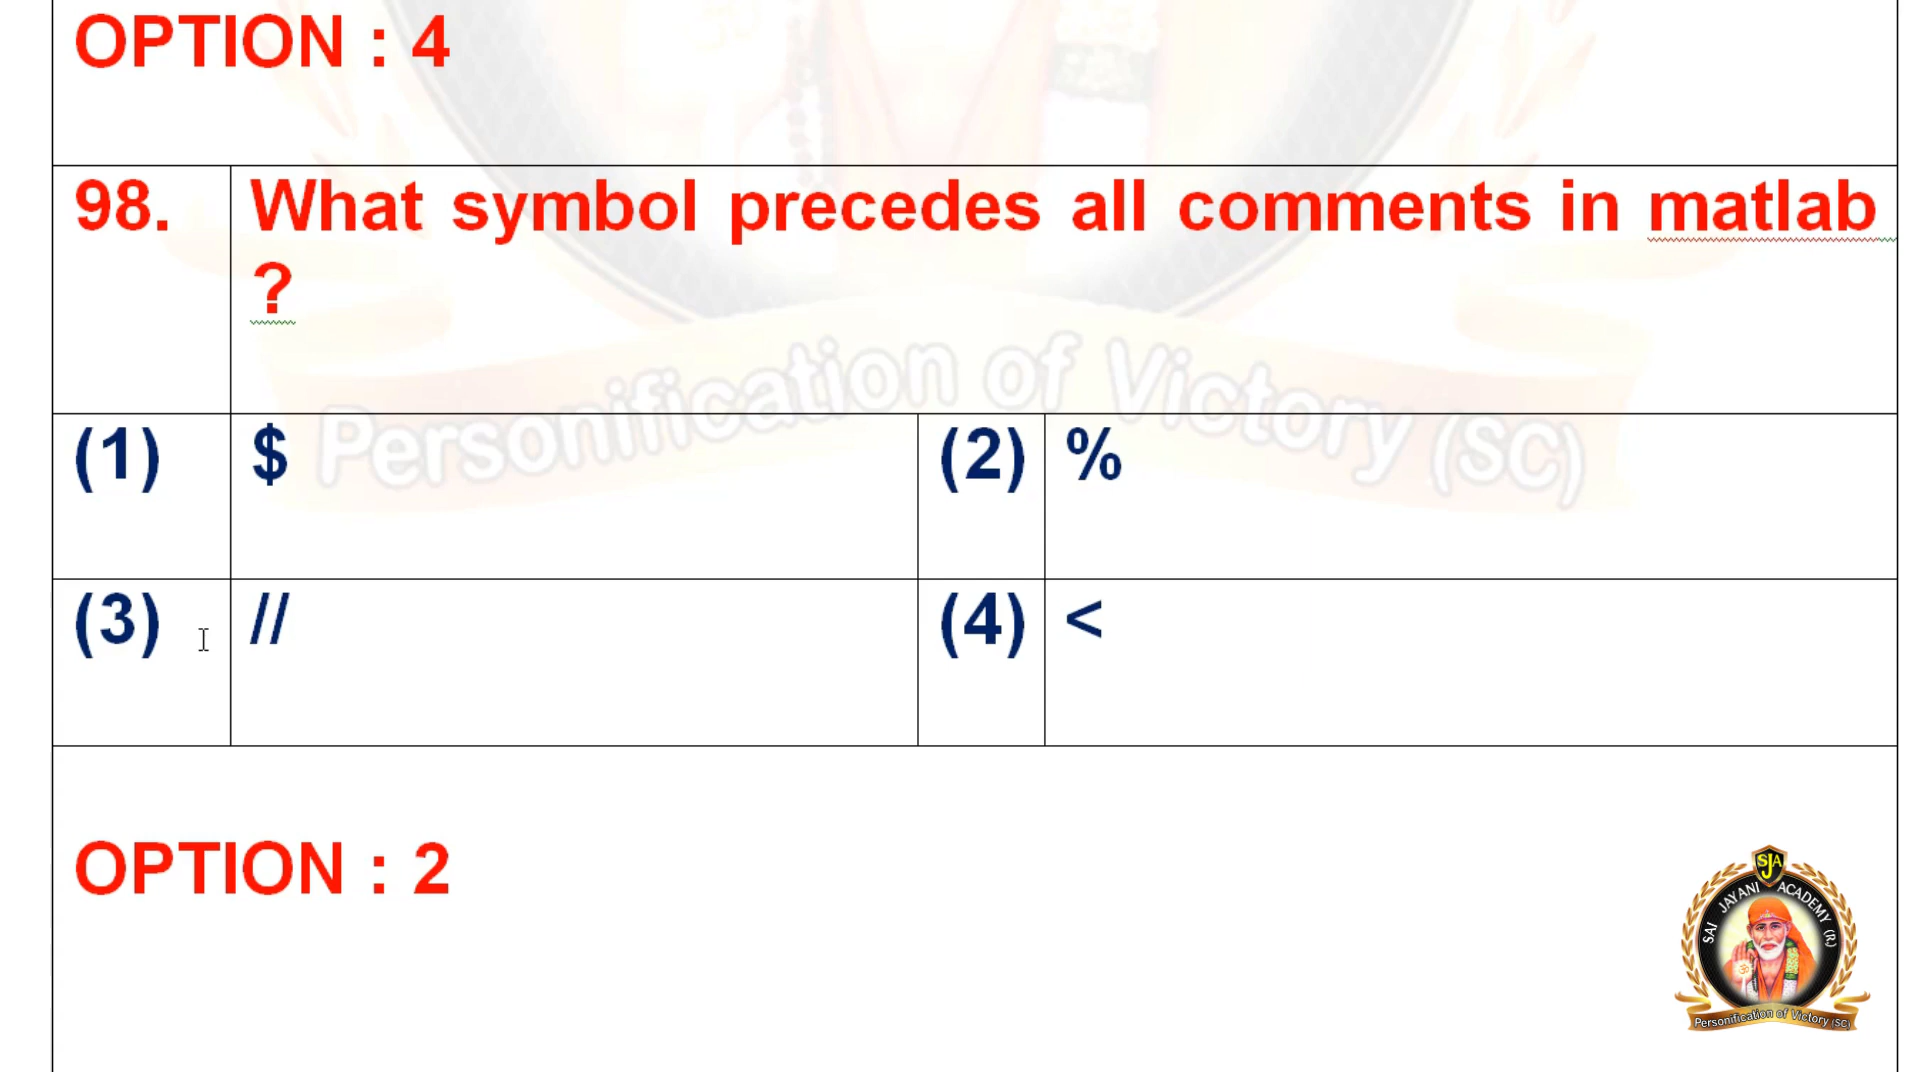 OPTION : 4
98. What symbol precedes all comments in matlab
?
Personification of Victory (SC)
(1) $ (2) %
(3) // (4) <
OPTION : 2
SJA
SAI JAYANI ACADEMY (R)
Personification of Victory (SC)